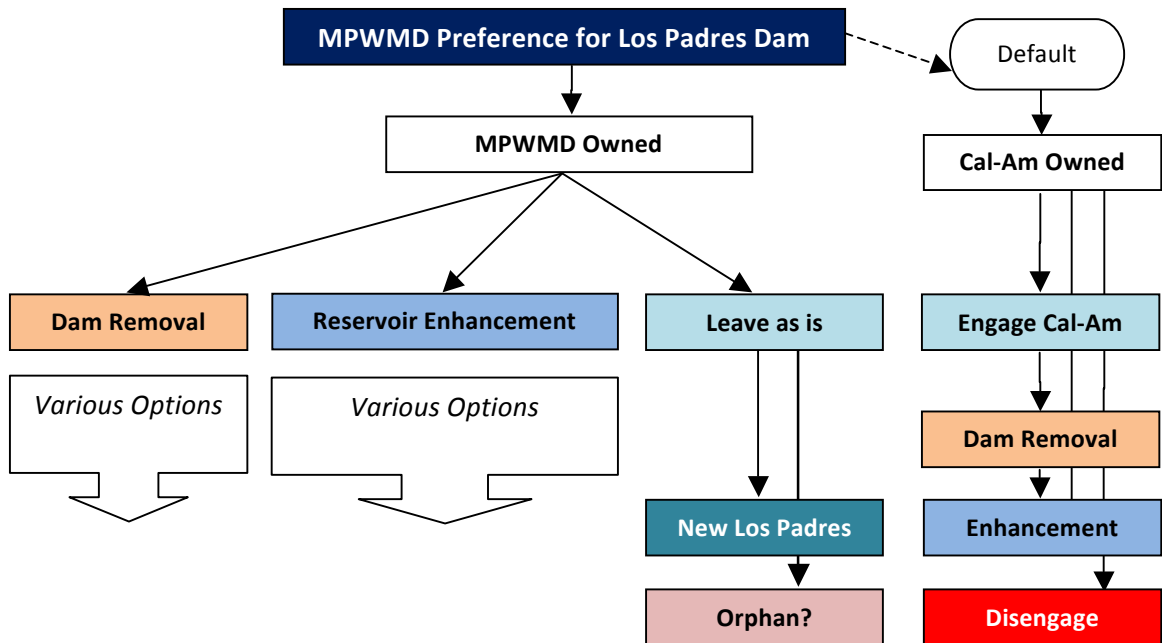 MPWMD Preference for Los Padres Dam
Default
MPWMD Owned
Cal-Am Owned
Dam Removal
Reservoir Enhancement
Leave as is
Engage Cal-Am
Various Options
Various Options
Dam Removal
New Los Padres
Enhancement
Orphan?
Disengage